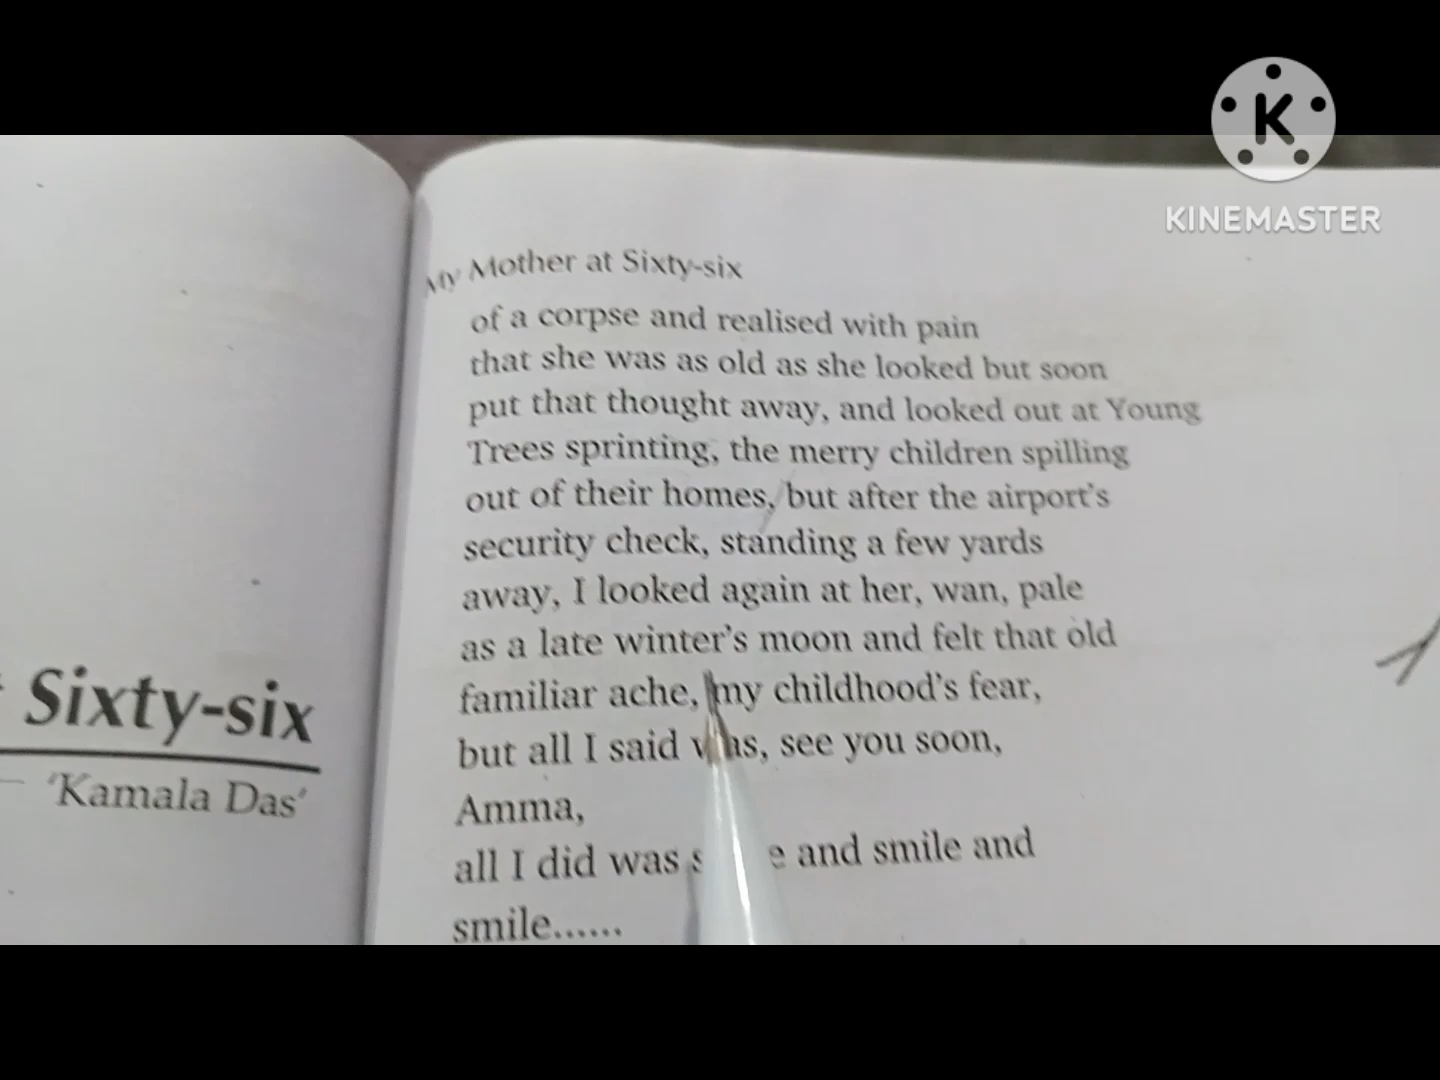 KINEMASTER
My Mother at Sixty-six
of a corpse and realised with pain
that she was as old as she looked but soon
put that thought away, and looked out at Young
Trees sprinting, the merry children spilling
out of their homes, but after the airport's
security check, standing a few yards
away, I looked again at her, wan, pale
as a late winter's moon and felt that old
familiar ache, my childhood's fear,
but all I said was, see you soon,
Amma,
all I did was and smile and
smile......
Sixty-six
'Kamala Das'